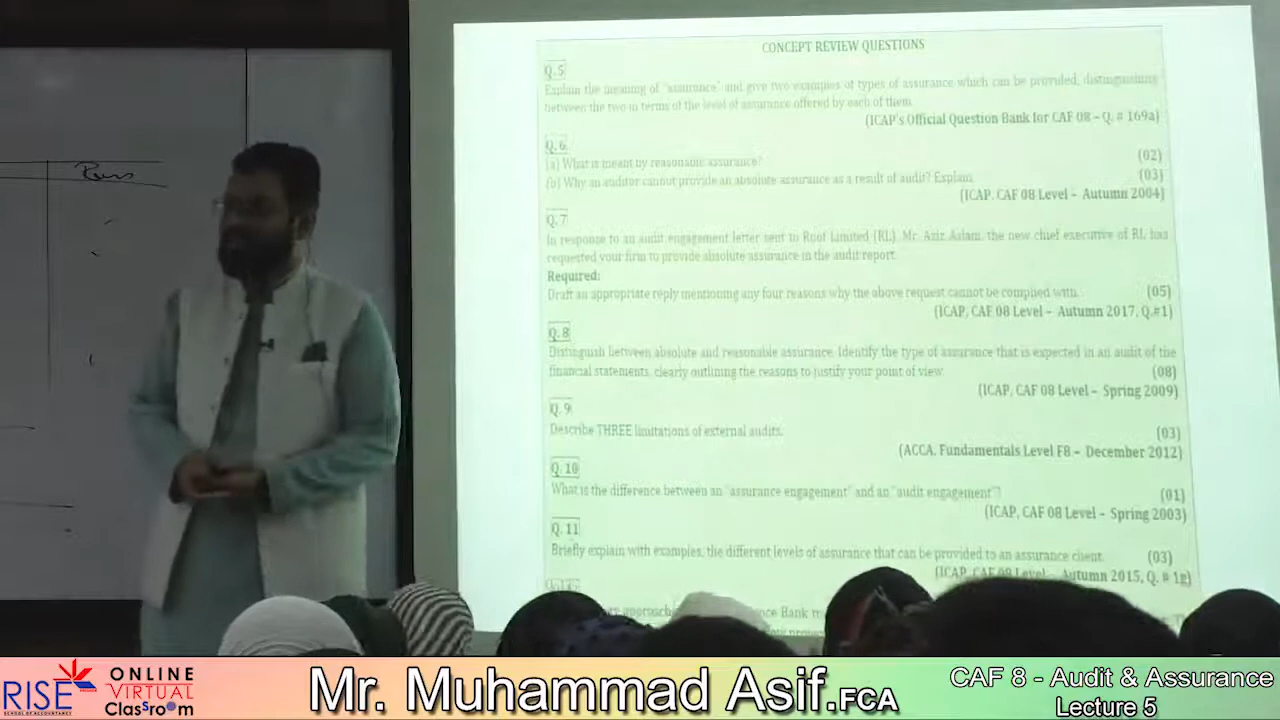 CONCEPT REVIEW QUESTIONS
Q.5
Explain the meaning of "assurance" and give two examples of types of assurance which can be provided, distinguishing
between the two in terms of the level of assurance offered by each of them.
(ICAP's Official Question Bank for CAF 08 – Q. # 169a)
Q.6
(a) What is meant by reasonable assurance? (02)
(b) Why an auditor cannot provide an absolute assurance as a result of audit? Explain. (03)
(ICAP, CAF 08 Level – Autumn 2004)
Q.7
In response to an audit engagement letter sent to Roof Limited (RL), Mr. Aziz Aslam, the new chief executive of RL has
requested your firm to provide absolute assurance in the audit report.
Required:
Draft an appropriate reply mentioning any four reasons why the above request cannot be complied with. (05)
(ICAP, CAF 08 Level – Autumn 2017, Q.#1)
Q.8
Distinguish between absolute and reasonable assurance. Identify the type of assurance that is expected in an audit of the
financial statements, clearly outlining the reasons to justify your point of view. (08)
(ICAP, CAF 08 Level – Spring 2009)
Q.9
Describe THREE limitations of external audits. (03)
(ACCA, Fundamentals Level F8 – December 2012)
Q.10
What is the difference between an "assurance engagement" and an "audit engagement"? (01)
(ICAP, CAF 08 Level – Spring 2003)
Q.11
Briefly explain with examples, the different levels of assurance that can be provided to an assurance client. (03)
(ICAP, CAF 08 Level – Autumn 2015, Q. # 1g)
Bank
RISE
SCHOOL OF ACCOUNTANCY
ONLINE
VIRTUAL
Classroom
Mr. Muhammad Asif.FCA
CAF 8 - Audit & Assurance
Lecture 5